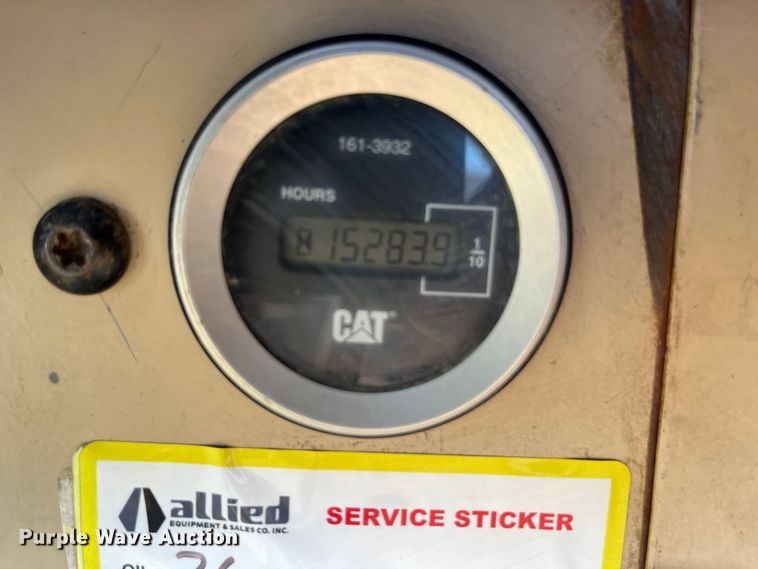 161-3932
HOURS
15283.9
1
10
CAT
allied
EQUIPMENT & SALES CO. INC.
SERVICE STICKER
Purple Wave Auction